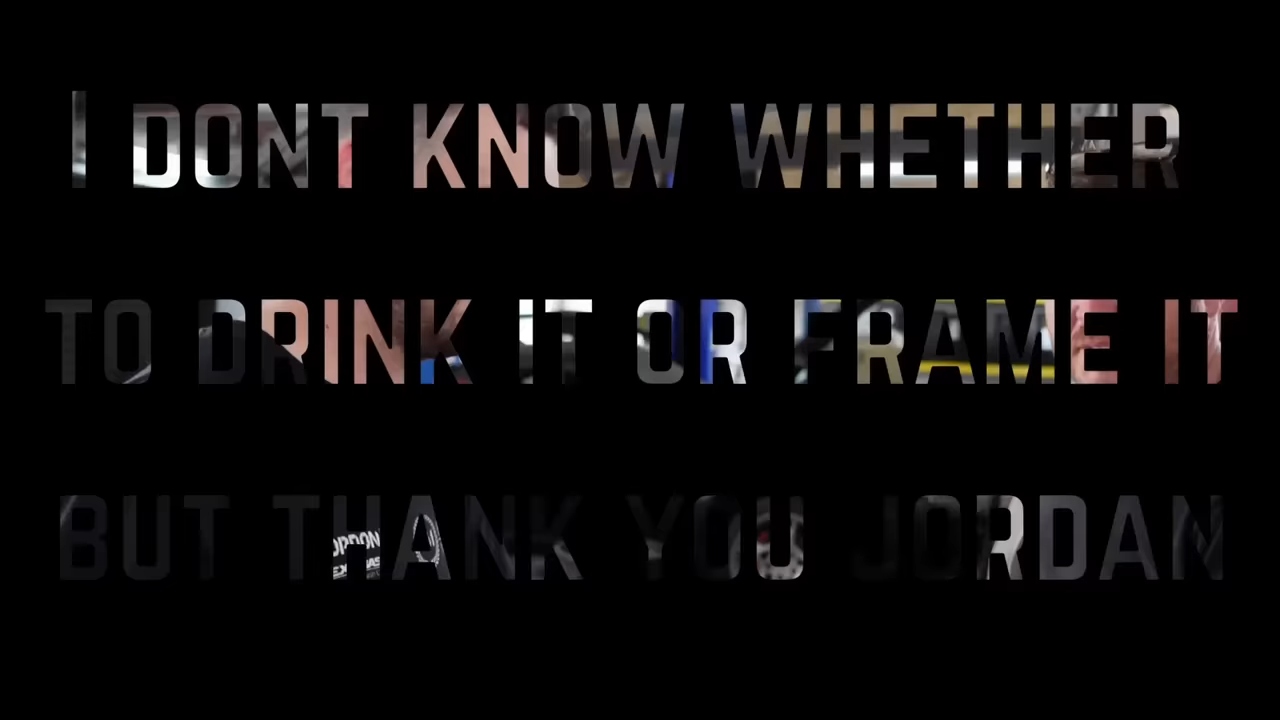 I DONT KNOW WHETHER
TO DRINK IT OR FRAME IT
BUT THANK YOU JORDAN